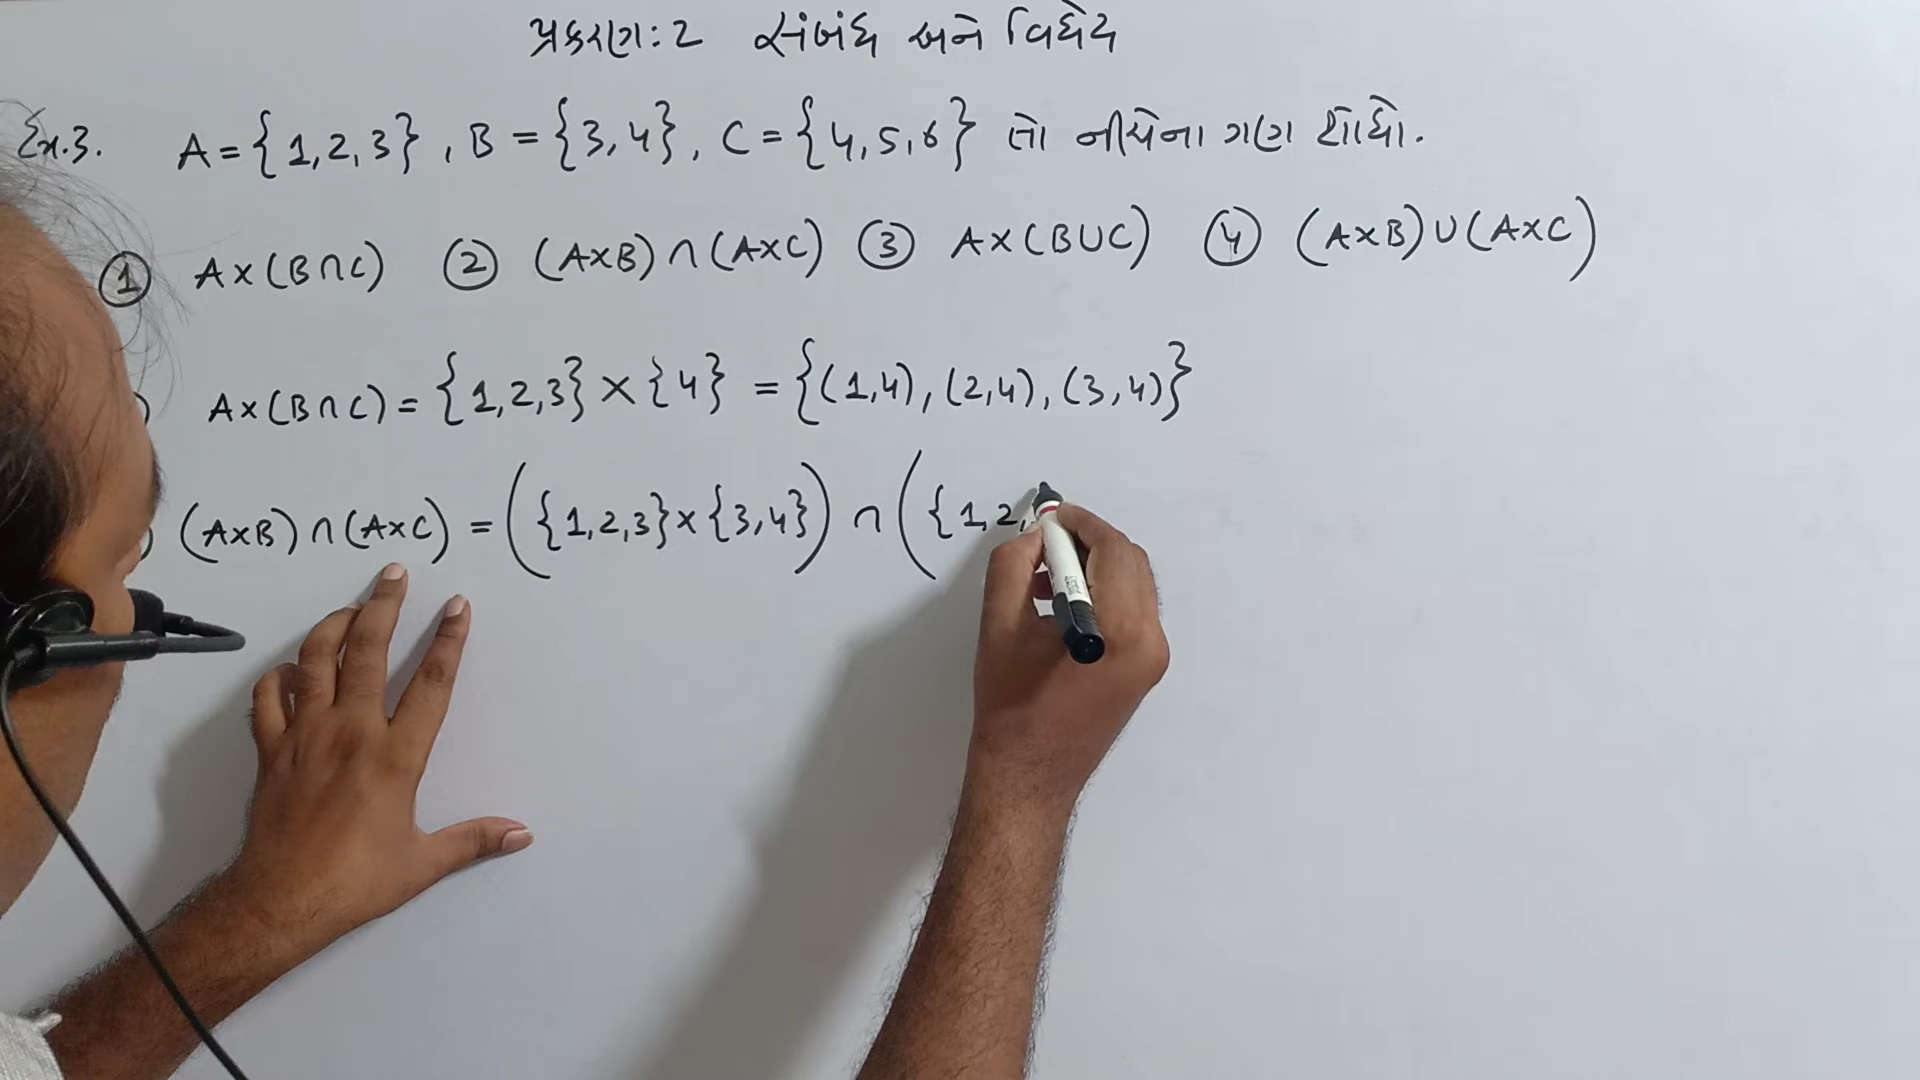 પ્રકરણ: 2 સંબંધ અને વિધેય
Ex.3. A = {1,2,3}, B = {3,4}, C = {4,5,6} તો નીચેના ગણ શોધો.
① A×(B∩C) ② (A×B)∩(A×C) ③ A×(B∪C) ④ (A×B)∪(A×C)
A×(B∩C) = {1,2,3} × {4} = {(1,4), (2,4), (3,4)}
(A×B)∩(A×C) = ({1,2,3}×{3,4}) ∩ ({1,2,